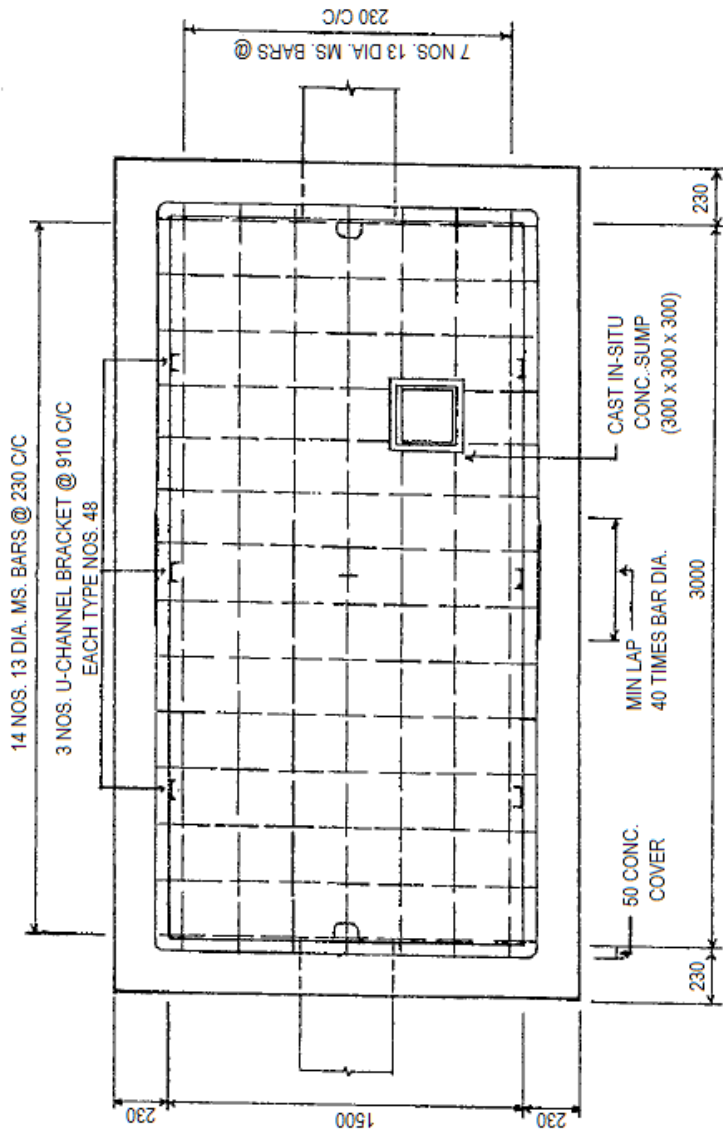 14 NOS. 13 DIA. MS. BARS @ 230 C/C
3 NOS. U-CHANNEL BRACKET @ 910 C/C
EACH TYPE NOS. 48
7 NOS. 13 DIA. MS. BARS @
230 C/C
230
1500
230
50 CONC.
COVER
MIN LAP
40 TIMES BAR DIA.
CAST IN-SITU
CONC. SUMP
(300 x 300 x 300)
230
3000
230